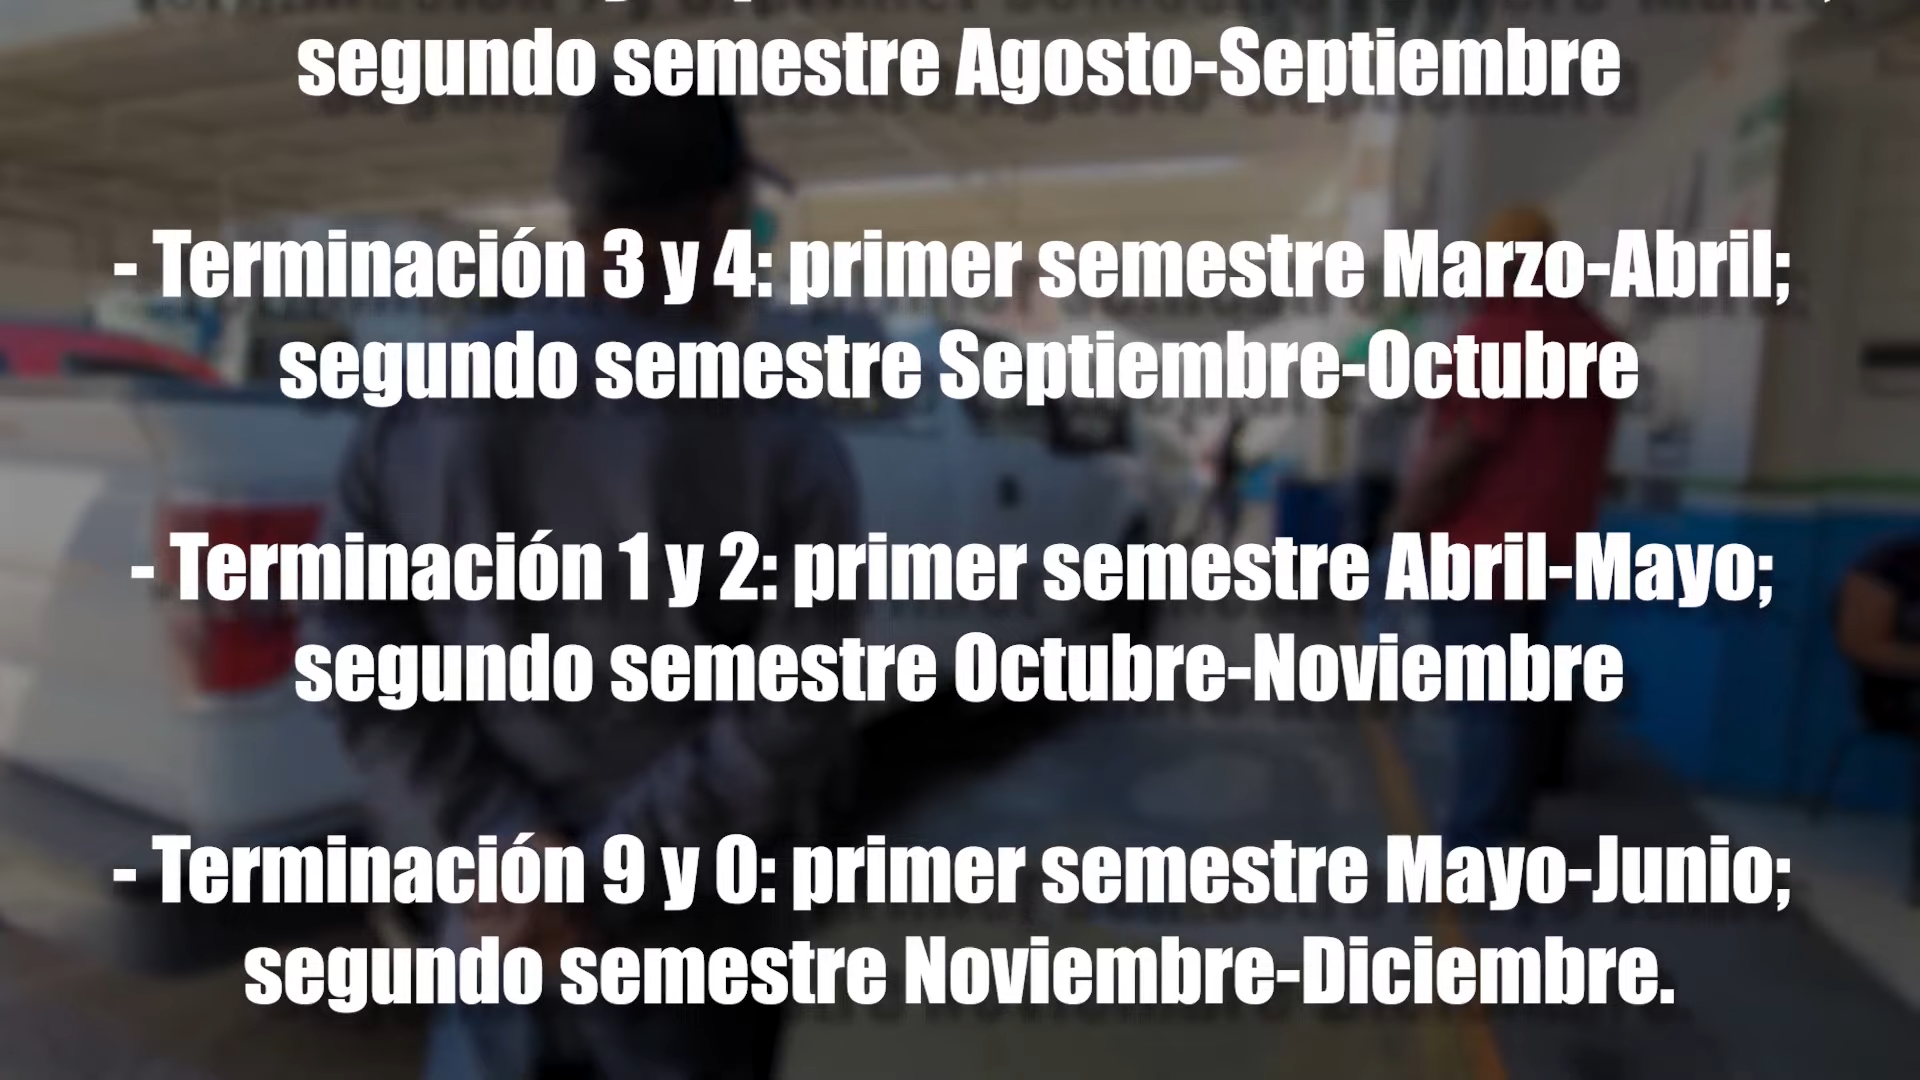 segundo semestre Agosto-Septiembre
- Terminación 3 y 4: primer semestre Marzo-Abril;
segundo semestre Septiembre-Octubre
- Terminación 1 y 2: primer semestre Abril-Mayo;
segundo semestre Octubre-Noviembre
- Terminación 9 y 0: primer semestre Mayo-Junio;
segundo semestre Noviembre-Diciembre.